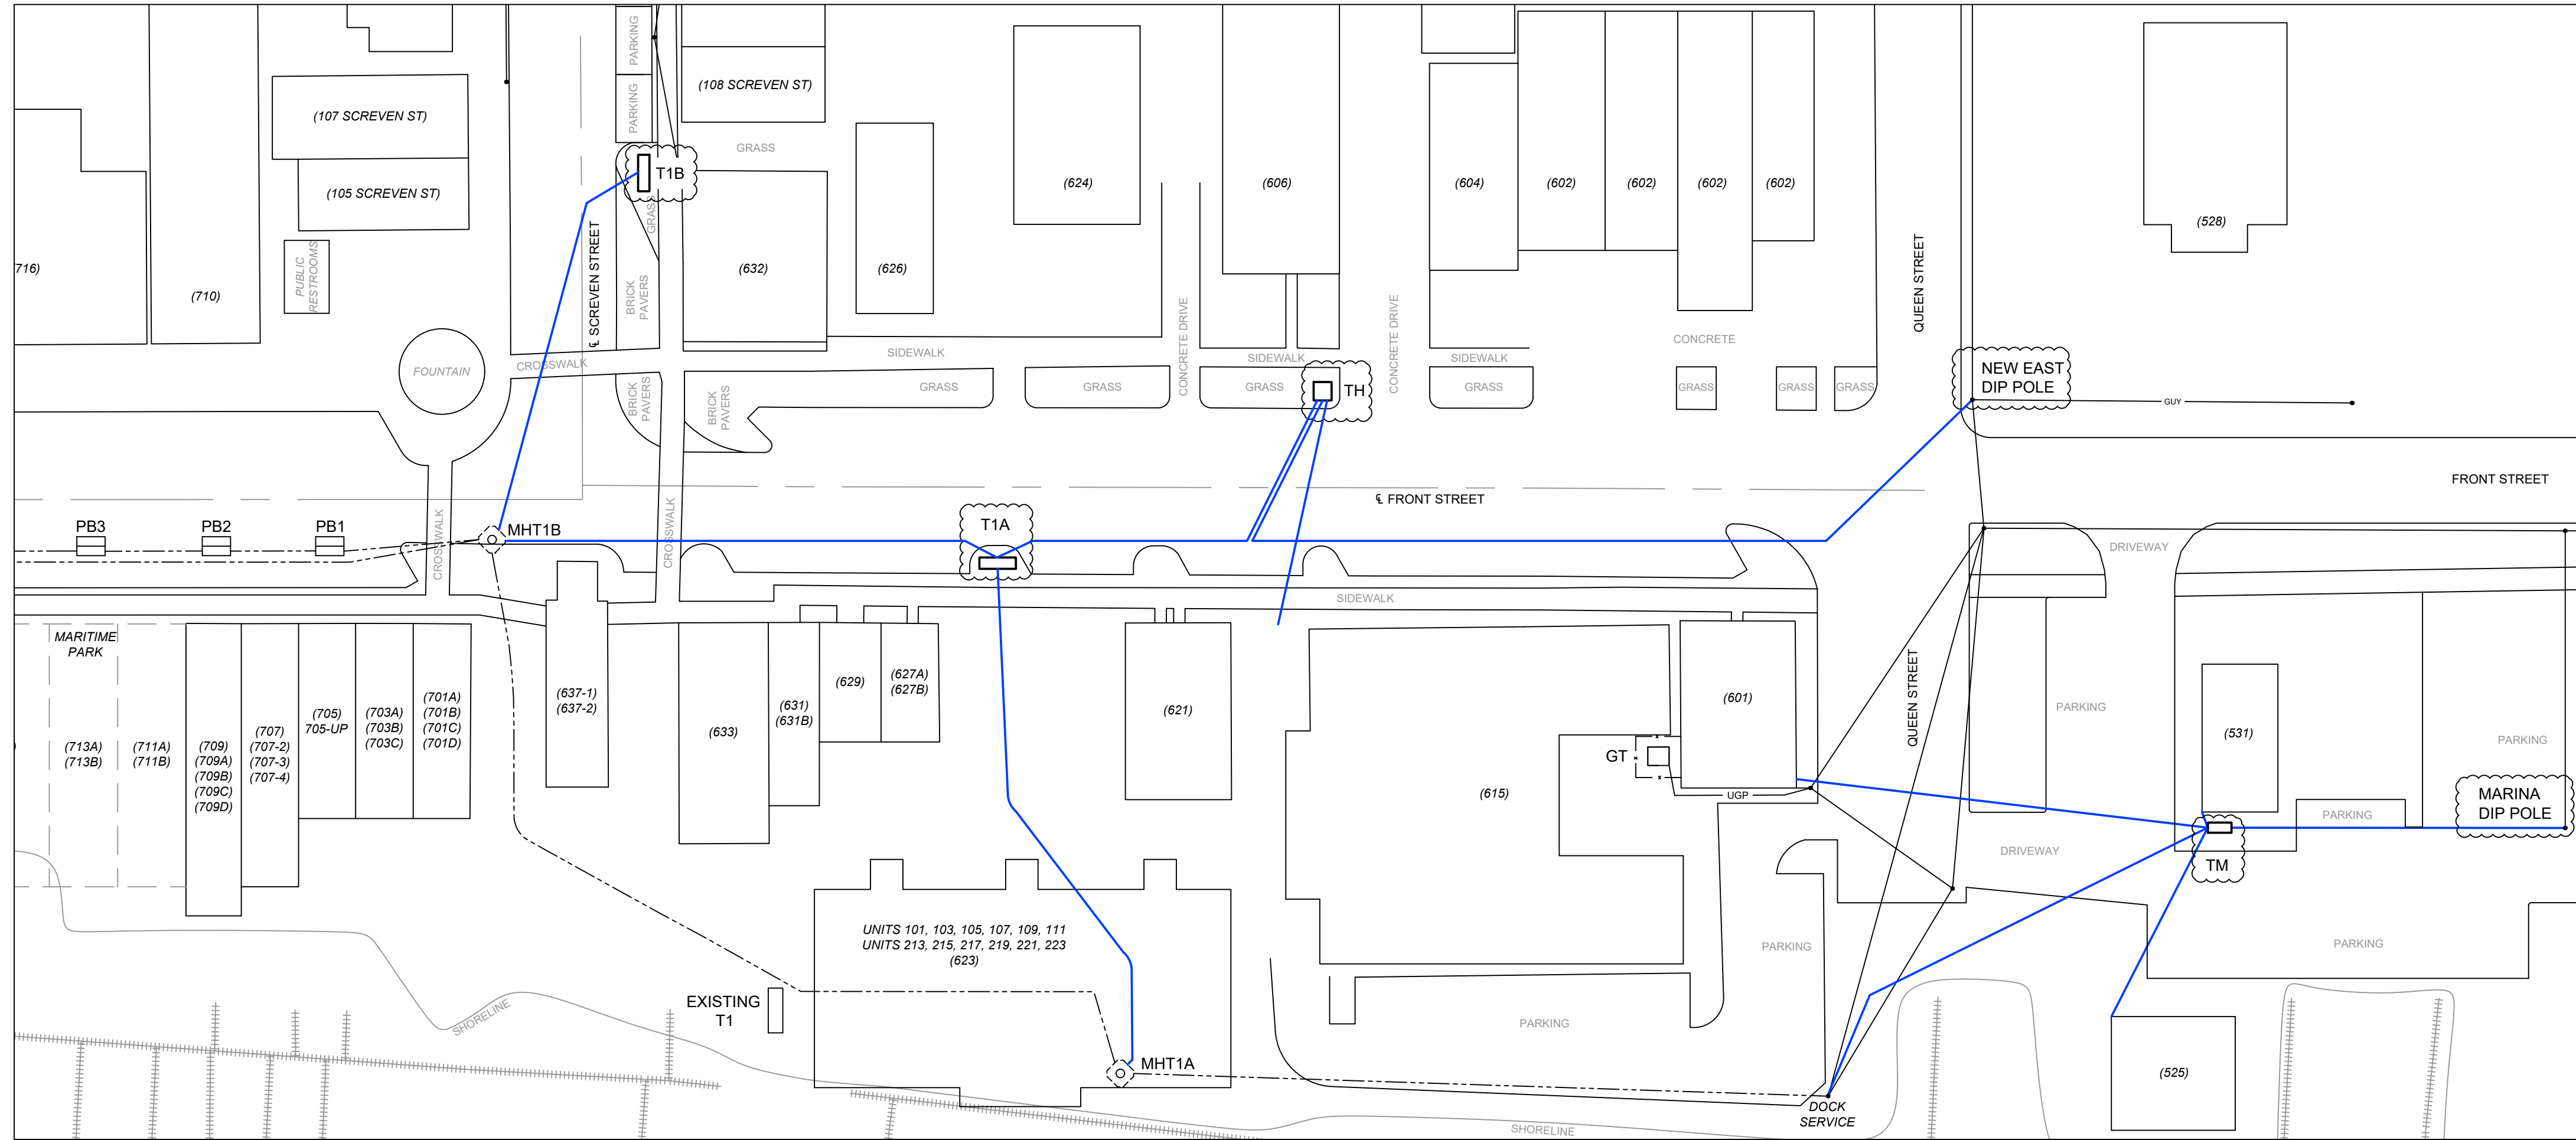 PARKING
PARKING
(107 SCREVEN ST)
(105 SCREVEN ST)
(108 SCREVEN ST)
GRASS
T1B
GRASS
716)
(710)
PUBLIC
RESTROOMS
℄ SCREVEN STREET
BRICK
PAVERS
(632)
(626)
(624)
(606)
(604)
(602)
(602)
(602)
(602)
QUEEN STREET
(528)
FOUNTAIN
CROSSWALK
BRICK
PAVERS
BRICK
PAVERS
SIDEWALK
GRASS
GRASS
CONCRETE DRIVE
SIDEWALK
GRASS
TH
CONCRETE DRIVE
SIDEWALK
GRASS
CONCRETE
GRASS
GRASS
GRASS
NEW EAST
DIP POLE
GUY
FRONT STREET
℄ FRONT STREET
PB3
PB2
PB1
CROSSWALK
MHT1B
CROSSWALK
T1A
DRIVEWAY
SIDEWALK
MARITIME
PARK
(713A)
(713B)
(711A)
(711B)
(709)
(709A)
(709B)
(709C)
(709D)
(707)
(707-2)
(707-3)
(707-4)
(705)
705-UP
(703A)
(703B)
(703C)
(701A)
(701B)
(701C)
(701D)
(637-1)
(637-2)
(633)
(631)
(631B)
(629)
(627A)
(627B)
(621)
(615)
GT
UGP
(601)
QUEEN STREET
PARKING
(531)
PARKING
PARKING
MARINA
DIP POLE
DRIVEWAY
TM
UNITS 101, 103, 105, 107, 109, 111
UNITS 213, 215, 217, 219, 221, 223
(623)
PARKING
PARKING
EXISTING
T1
SHORELINE
PARKING
MHT1A
DOCK
SERVICE
(525)
SHORELINE